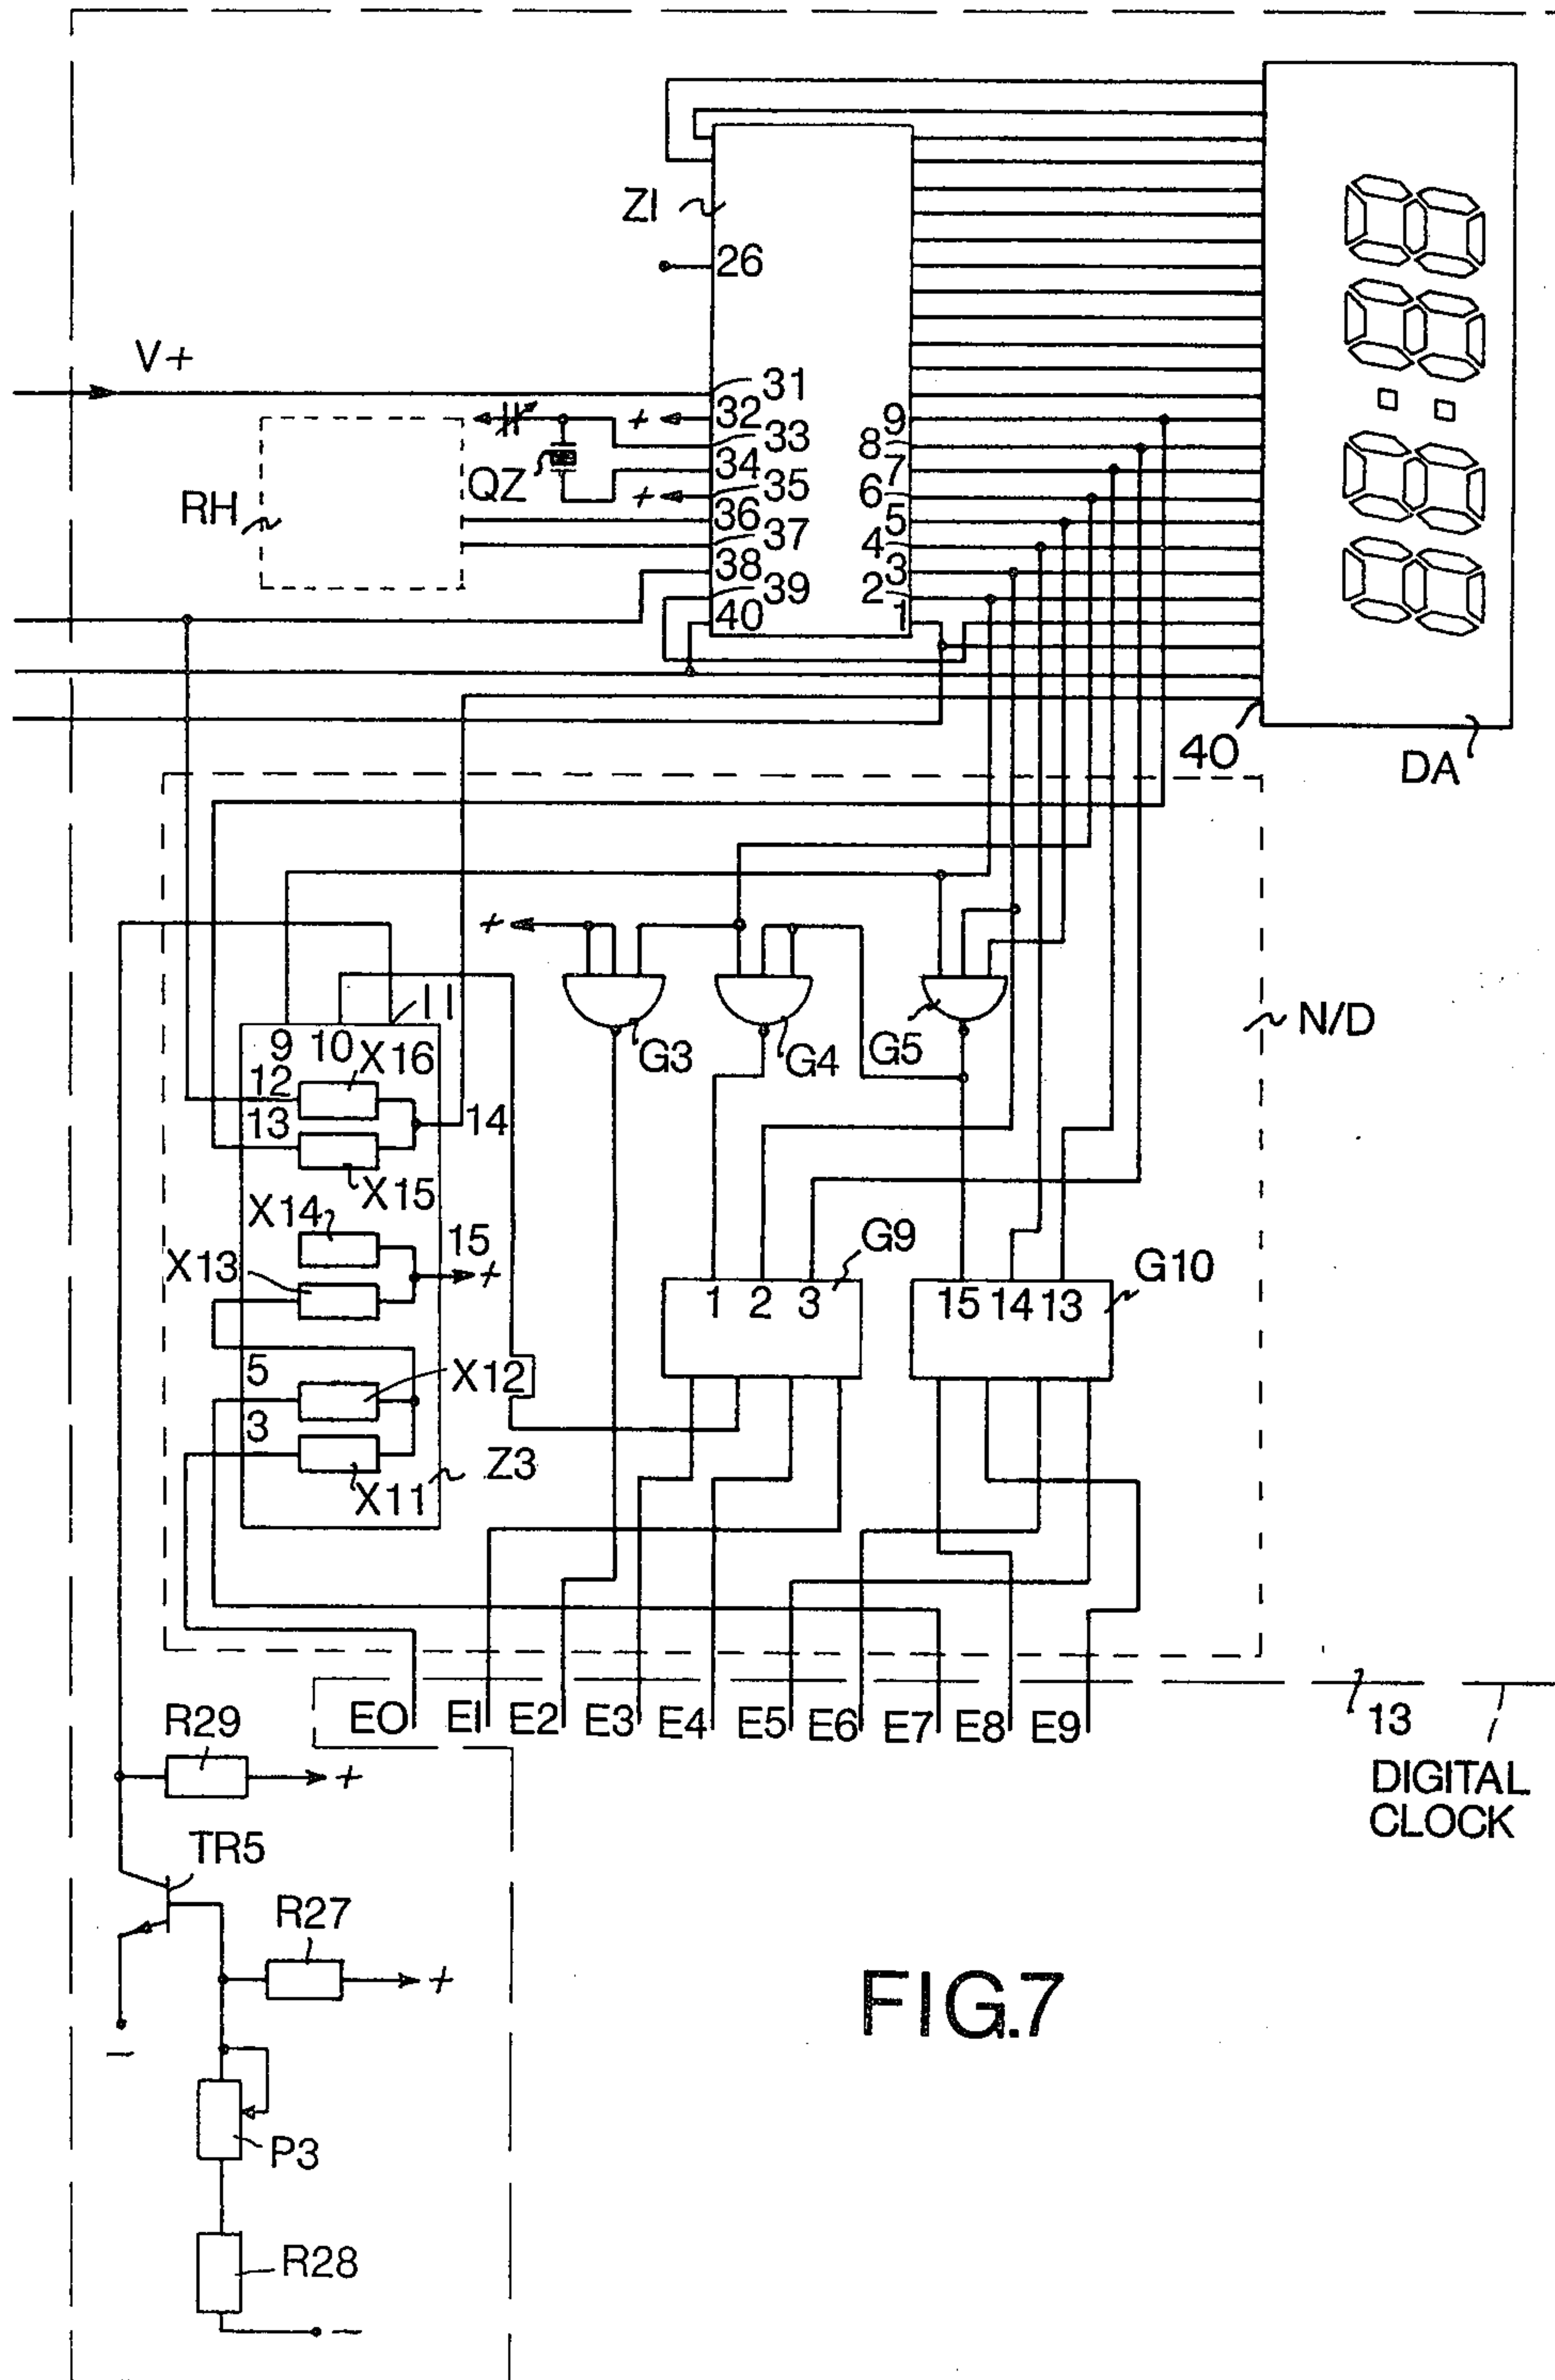 Z1
26
V+
31
+ 32
9
33
8
34
7
QZ
+ 35
6
RH
36
5
37
4
38
3
39
2
40
1
40
DA
+
11
N/D
9 10 X16
G3
G4
G5
12
13
14
X15
X14
15
G9
X13
+
G10
1 2 3
15 14 13
5
X12
3
Z3
X11
E0 E1 E2 E3 E4 E5 E6 E7 E8 E9
13
R29
+
DIGITAL
CLOCK
TR5
R27
+
FIG.7
−
P3
R28
−